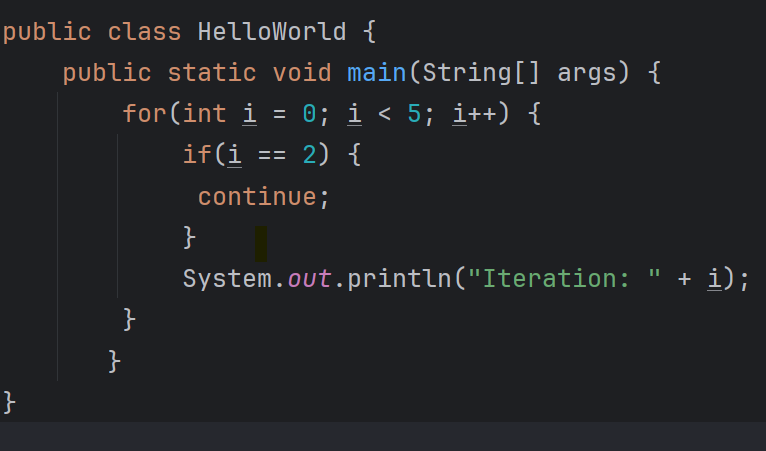 public class HelloWorld {
    public static void main(String[] args) {
        for(int i = 0; i < 5; i++) {
            if(i == 2) {
             continue;
            }
            System.out.println("Iteration: " + i);
        }
       }
}